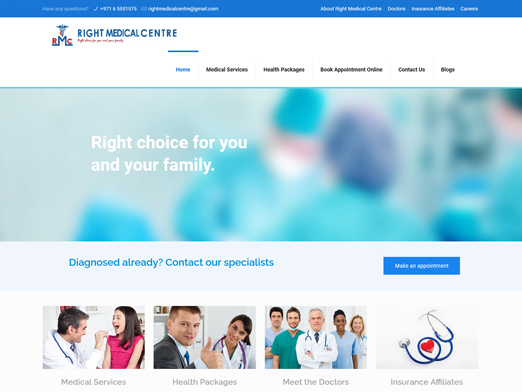 Have any questions? +971 6 5551575 rightmedicalcentre@gmail.com About Right Medical Centre Doctors Insurance Affiliates Careers
RMC RIGHT MEDICAL CENTRE
Right choice for you and your family.
Home Medical Services Health Packages Book Appointment Online Contact Us Blogs
Right choice for you
and your family.
Diagnosed already? Contact our specialists
Make an appointment
Medical Services Health Packages Meet the Doctors Insurance Affiliates